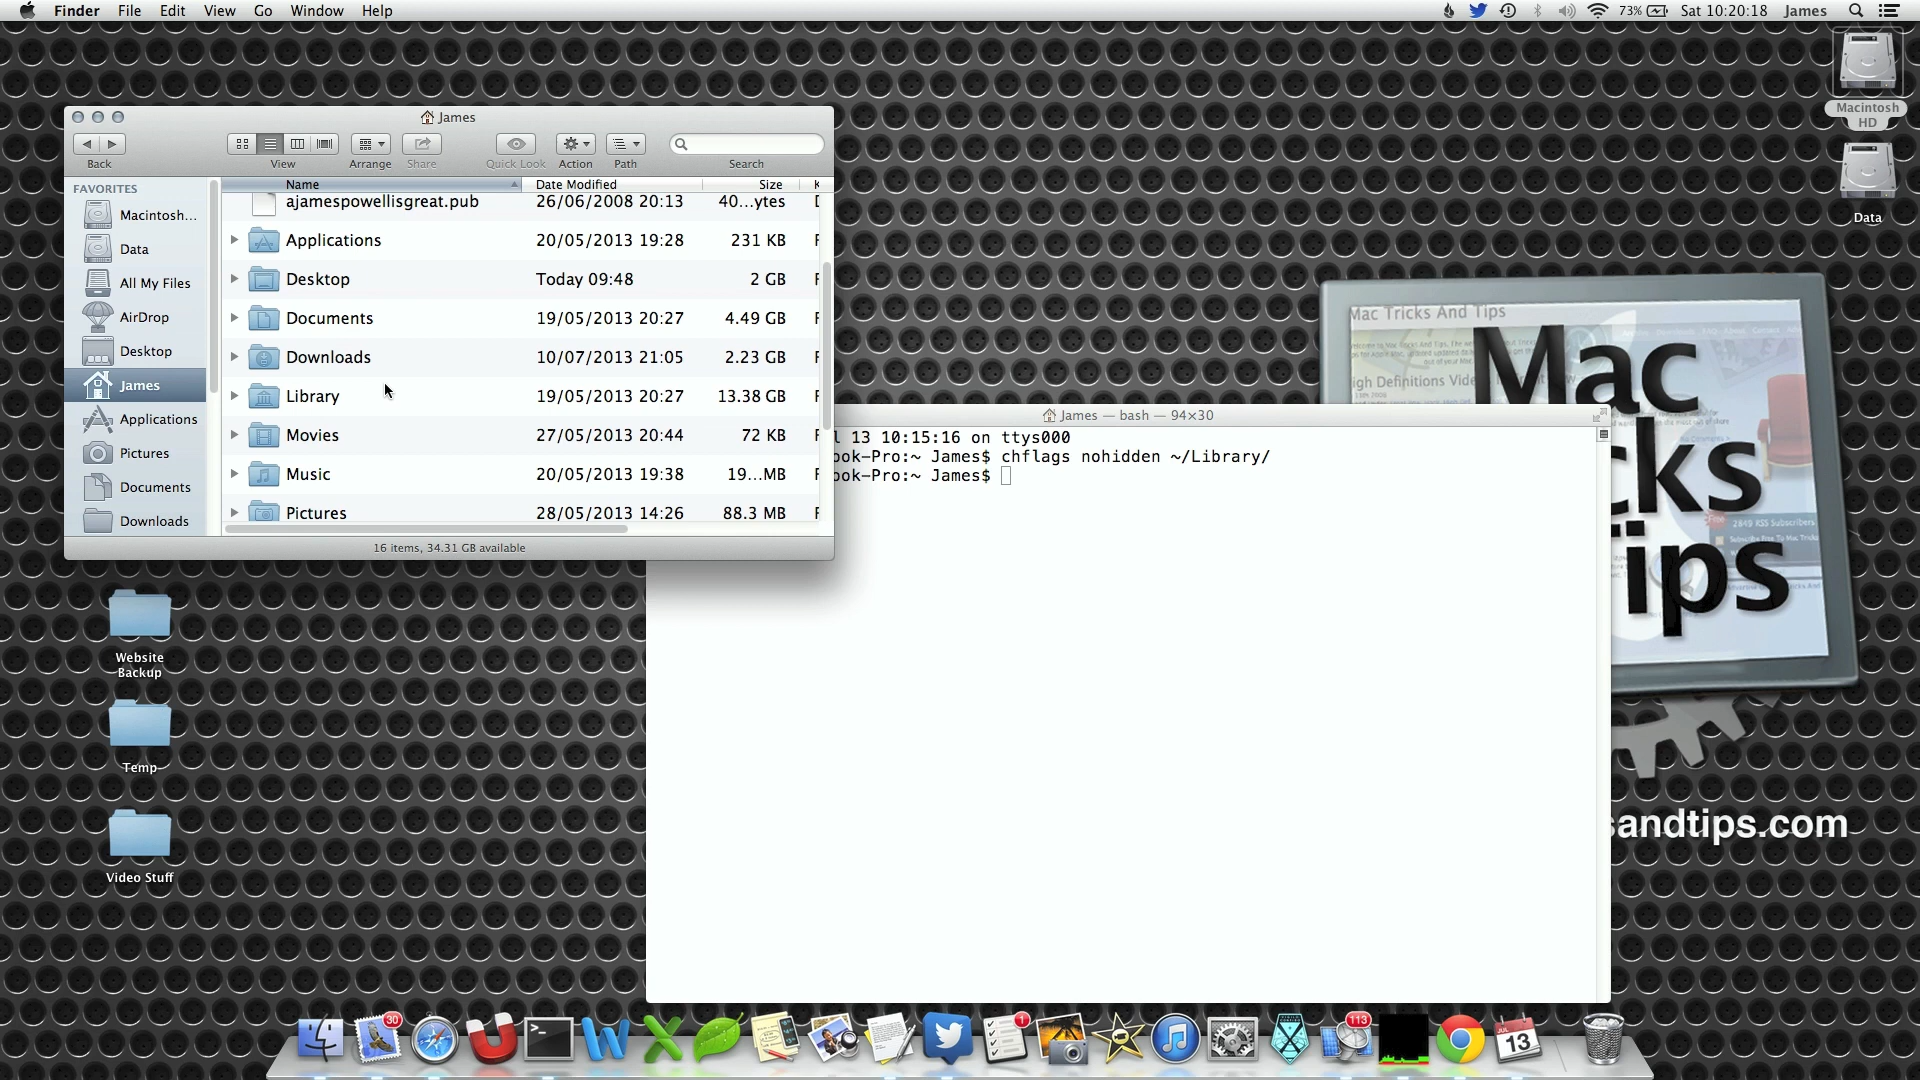 Finder File Edit View Go Window Help
73% Sat 10:20:18 James
Macintosh
HD
Data
James
Back View Arrange Share Quick Look Action Path Search
FAVORITES
Macintosh...
Data
All My Files
AirDrop
Desktop
James
Applications
Pictures
Documents
Downloads
Name Date Modified Size
ajamespowellisgreat.pub 26/06/2008 20:13 40...ytes
Applications 20/05/2013 19:28 231 KB
Desktop Today 09:48 2 GB
Documents 19/05/2013 20:27 4.49 GB
Downloads 10/07/2013 21:05 2.23 GB
Library 19/05/2013 20:27 13.38 GB
Movies 27/05/2013 20:44 72 KB
Music 20/05/2013 19:38 19...MB
Pictures 28/05/2013 14:26 88.3 MB
16 items, 34.31 GB available
James — bash — 94×30
l 13 10:15:16 on ttys000
ook-Pro:~ James$ chflags nohidden ~/Library/
ook-Pro:~ James$
Mac Tricks And Tips
Mac
cks
Tips
2849 RSS Subscribers
sandtips.com
Website
Backup
Temp
Video Stuff
30
1
113
JUL
13